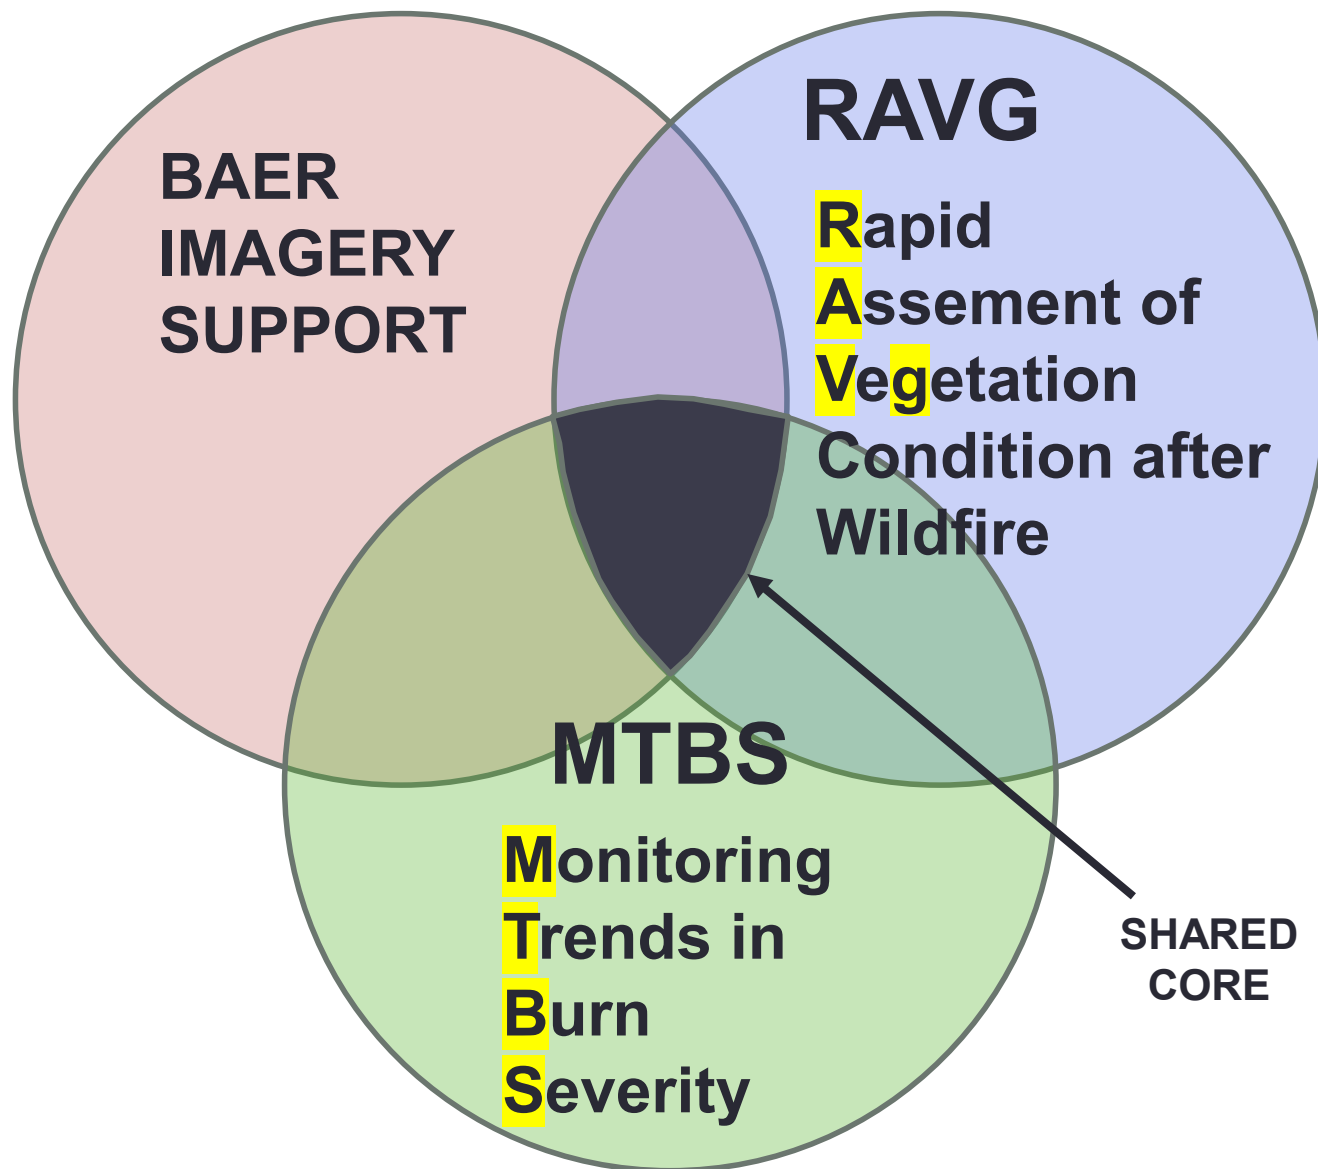 BAER
IMAGERY
SUPPORT
RAVG
Rapid
Assement of
Vegetation
Condition after
Wildfire
MTBS
Monitoring
Trends in
Burn
Severity
SHARED
CORE